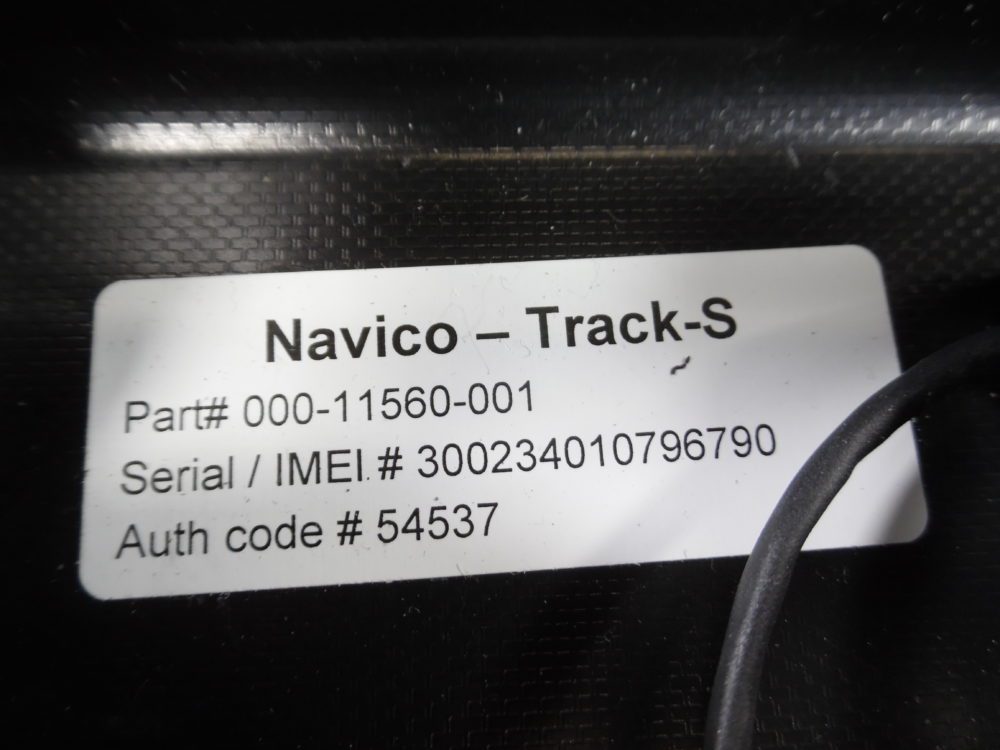 Navico – Track-S
Part# 000-11560-001
Serial / IMEI # 300234010796790
Auth code # 54537